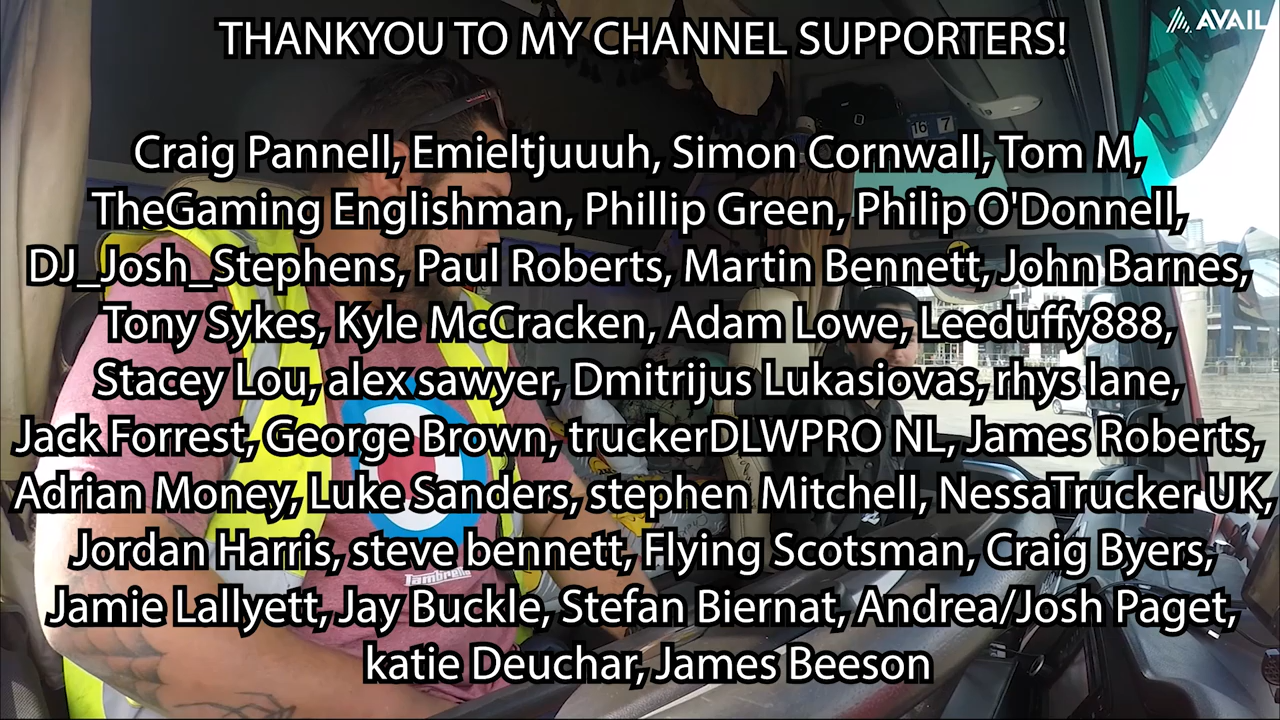 THANKYOU TO MY CHANNEL SUPPORTERS!
AVAIL
16 7
Craig Pannell, Emieltjuuuh, Simon Cornwall, Tom M,
TheGaming Englishman, Phillip Green, Philip O'Donnell,
DJ_Josh_Stephens, Paul Roberts, Martin Bennett, John Barnes,
Tony Sykes, Kyle McCracken, Adam Lowe, Leeduffy888,
Stacey Lou, alex sawyer, Dmitrijus Lukasiovas, rhys lane,
Jack Forrest, George Brown, truckerDLWPRO NL, James Roberts,
Adrian Money, Luke Sanders, stephen Mitchell, NessaTrucker UK,
Jordan Harris, steve bennett, Flying Scotsman, Craig Byers,
Lambretta
Jamie Lallyett, Jay Buckle, Stefan Biernat, Andrea/Josh Paget,
katie Deuchar, James Beeson